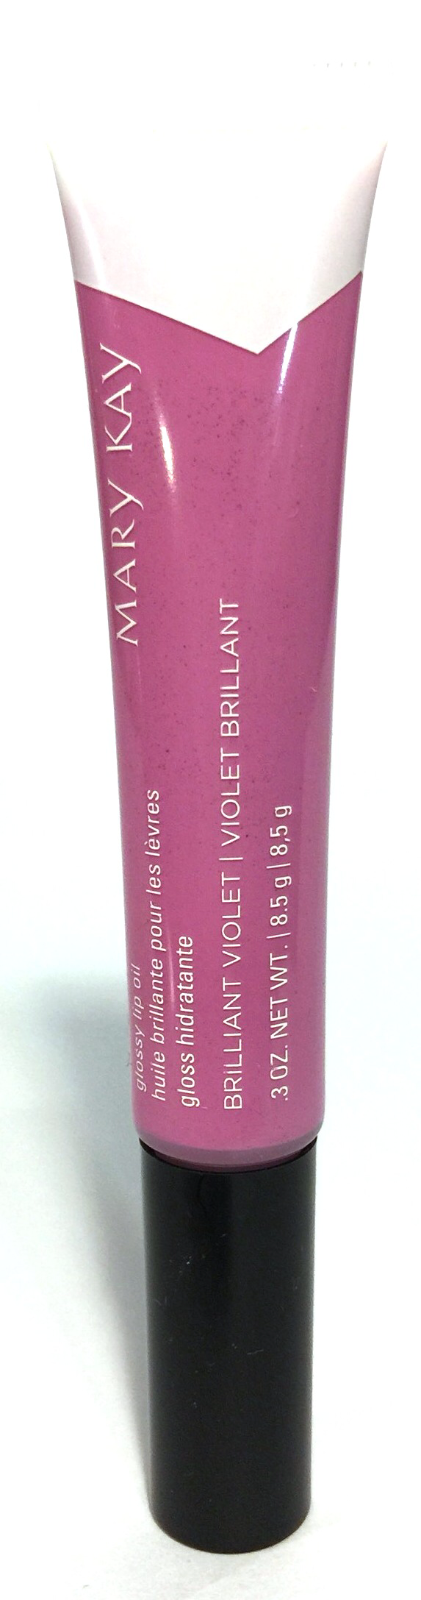 MARY KAY
glossy lip oil
huile brillante pour les lèvres
gloss hidratante
BRILLIANT VIOLET | VIOLET BRILLANT
.3 OZ. NET WT. | 8.5 g | 8,5 g